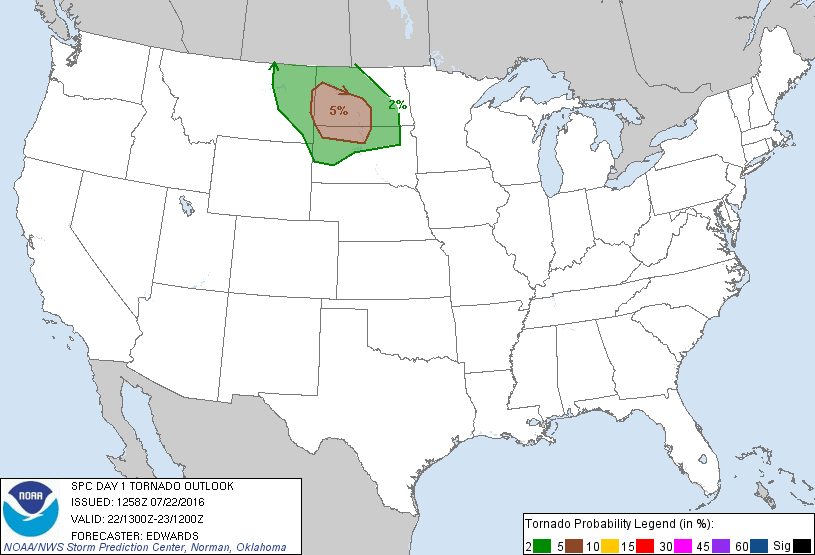 5%
2%
NOAA
SPC DAY 1 TORNADO OUTLOOK
ISSUED: 1258Z 07/22/2016
VALID: 22/1300Z-23/1200Z
FORECASTER: EDWARDS
NOAA/NWS Storm Prediction Center, Norman, Oklahoma
Tornado Probability Legend (in %):
2 5 10 15 30 45 60 Sig